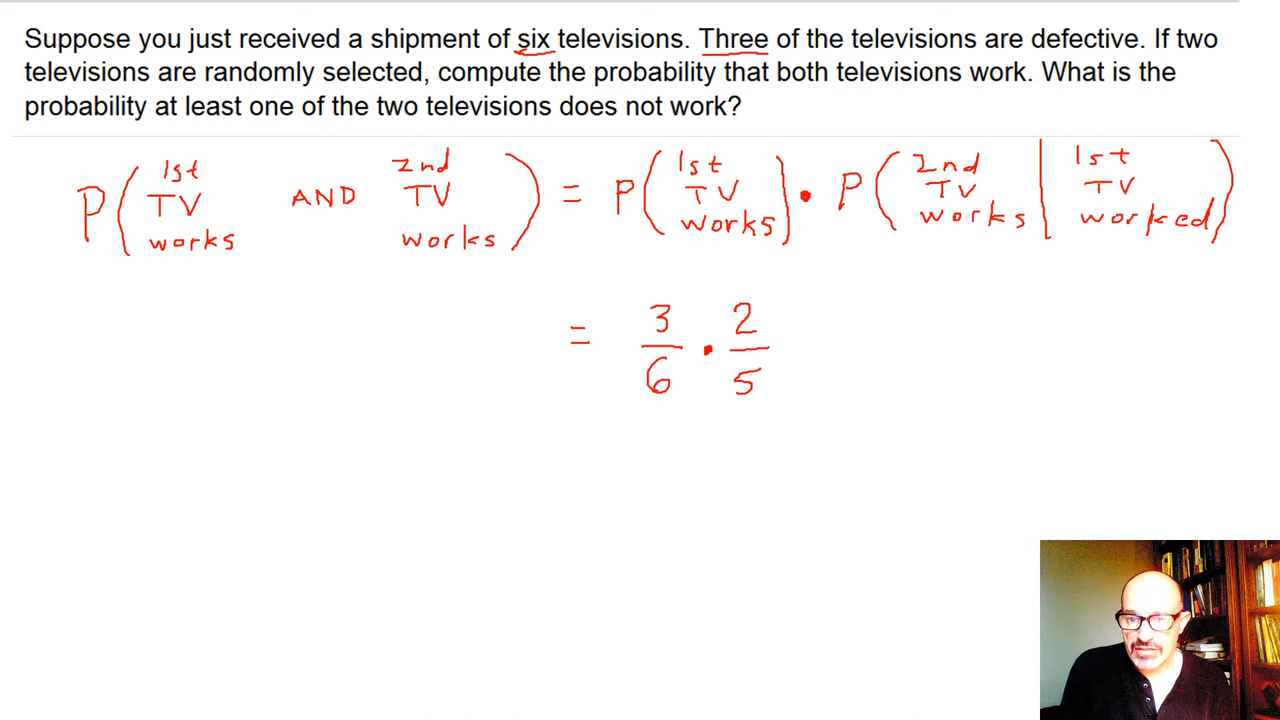 Suppose you just received a shipment of six televisions. Three of the televisions are defective. If two
televisions are randomly selected, compute the probability that both televisions work. What is the
probability at least one of the two televisions does not work?
P(1st TV works AND 2nd TV works) = P(1st TV works) • P(2nd TV works | 1st TV worked)
= 3/6 • 2/5